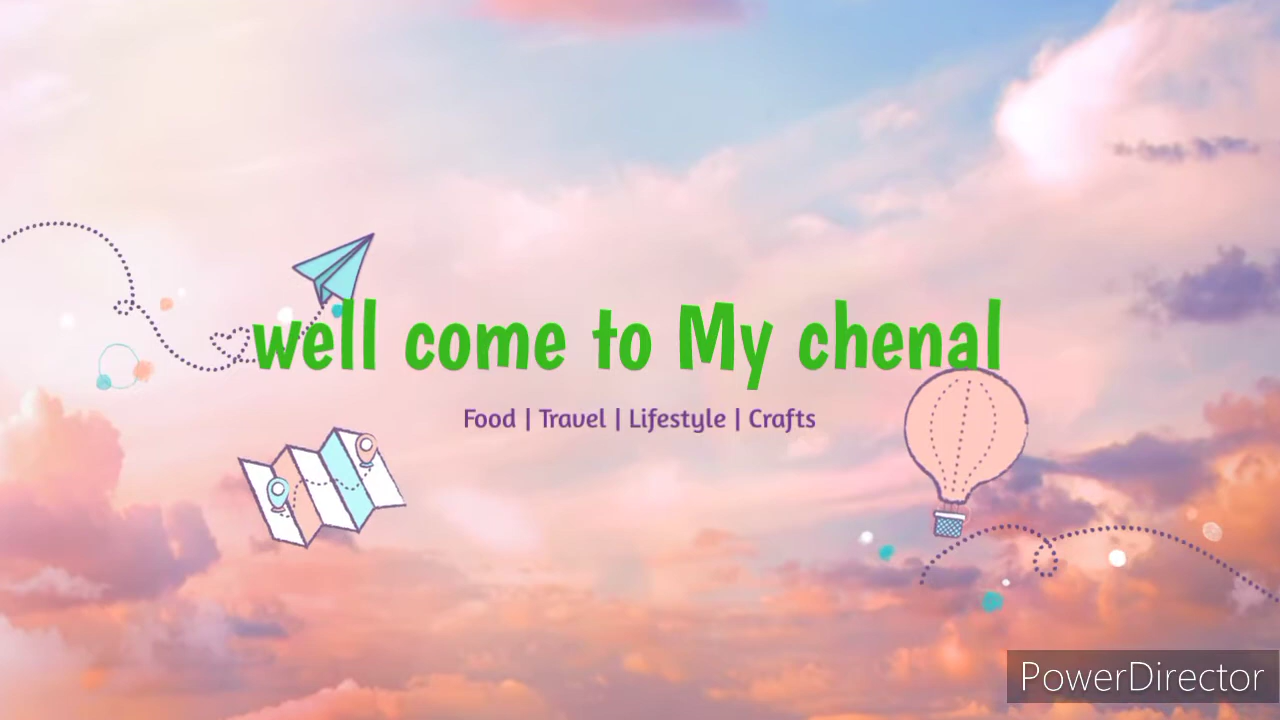 well come to My chenal
Food | Travel | Lifestyle | Crafts
PowerDirector